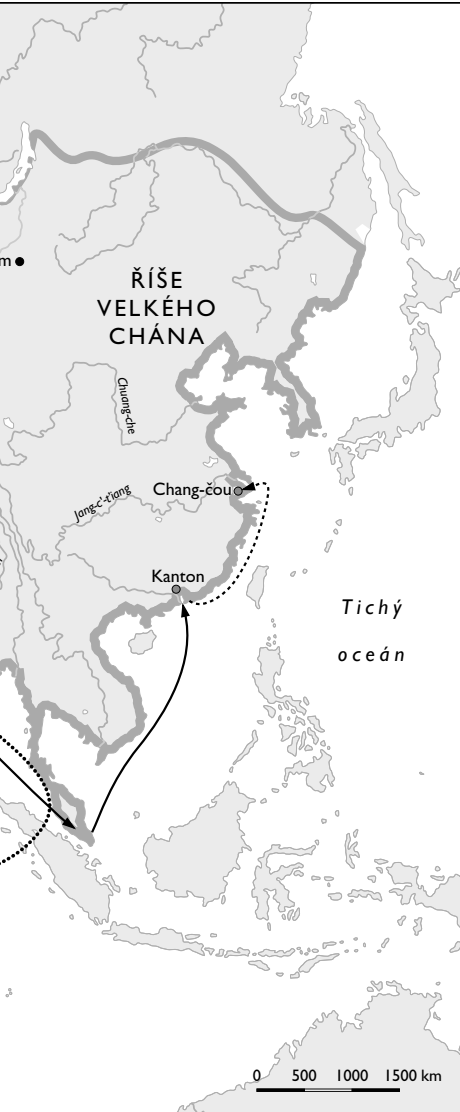 m
ŘÍŠE
VELKÉHO
CHÁNA
Chuang-che
Jang-c'-ťiang
Chang-čou
Kanton
Tichý
oceán
0 500 1000 1500 km